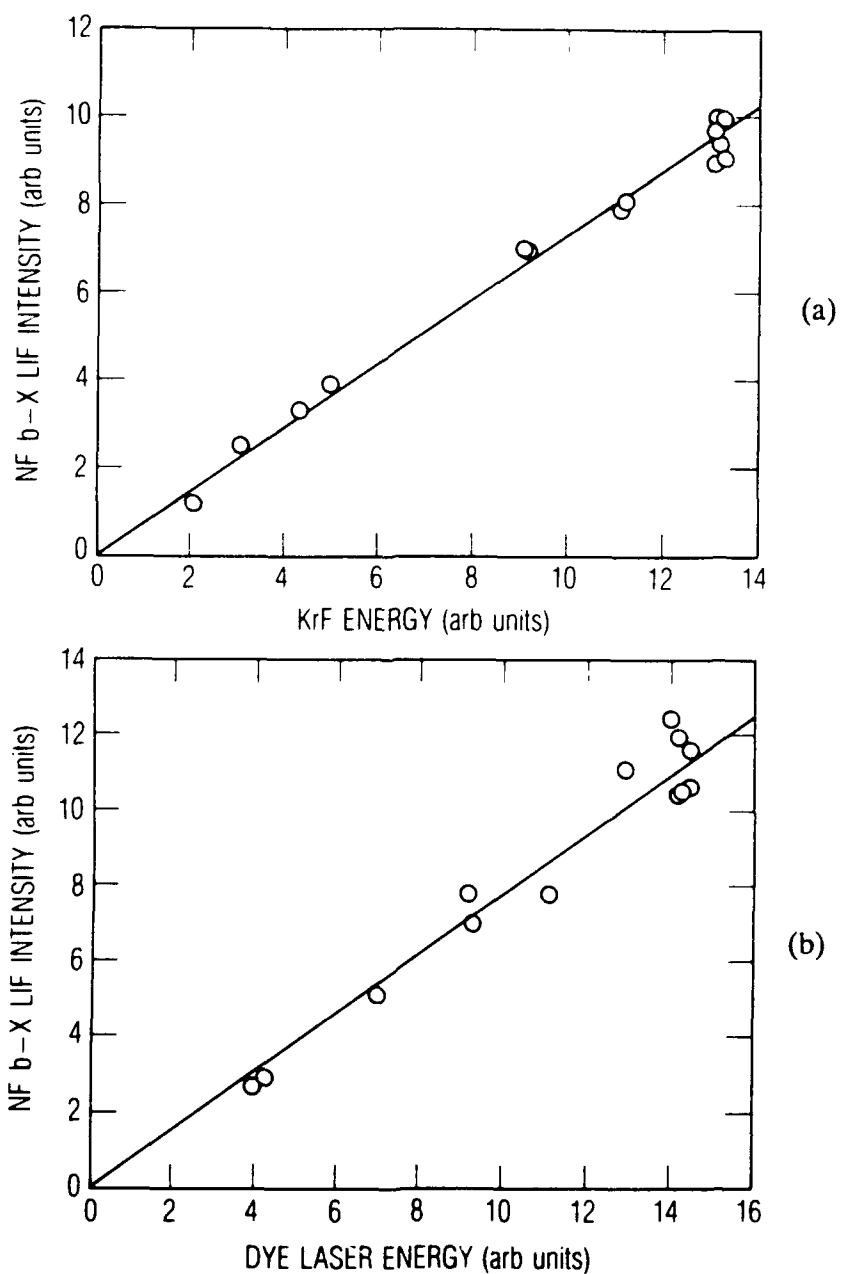 12
10
8
6
4
2
0
NF b–X LIF INTENSITY (arb units)
0 2 4 6 8 10 12 14
KrF ENERGY (arb units)
(a)
14
12
10
8
6
4
2
0
NF b–X LIF INTENSITY (arb units)
0 2 4 6 8 10 12 14 16
DYE LASER ENERGY (arb units)
(b)